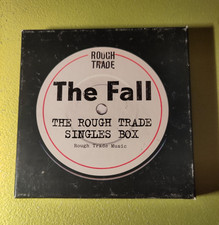 ROUGH
TRADE
The Fall
THE ROUGH TRADE
SINGLES BOX
Rough Trade Music